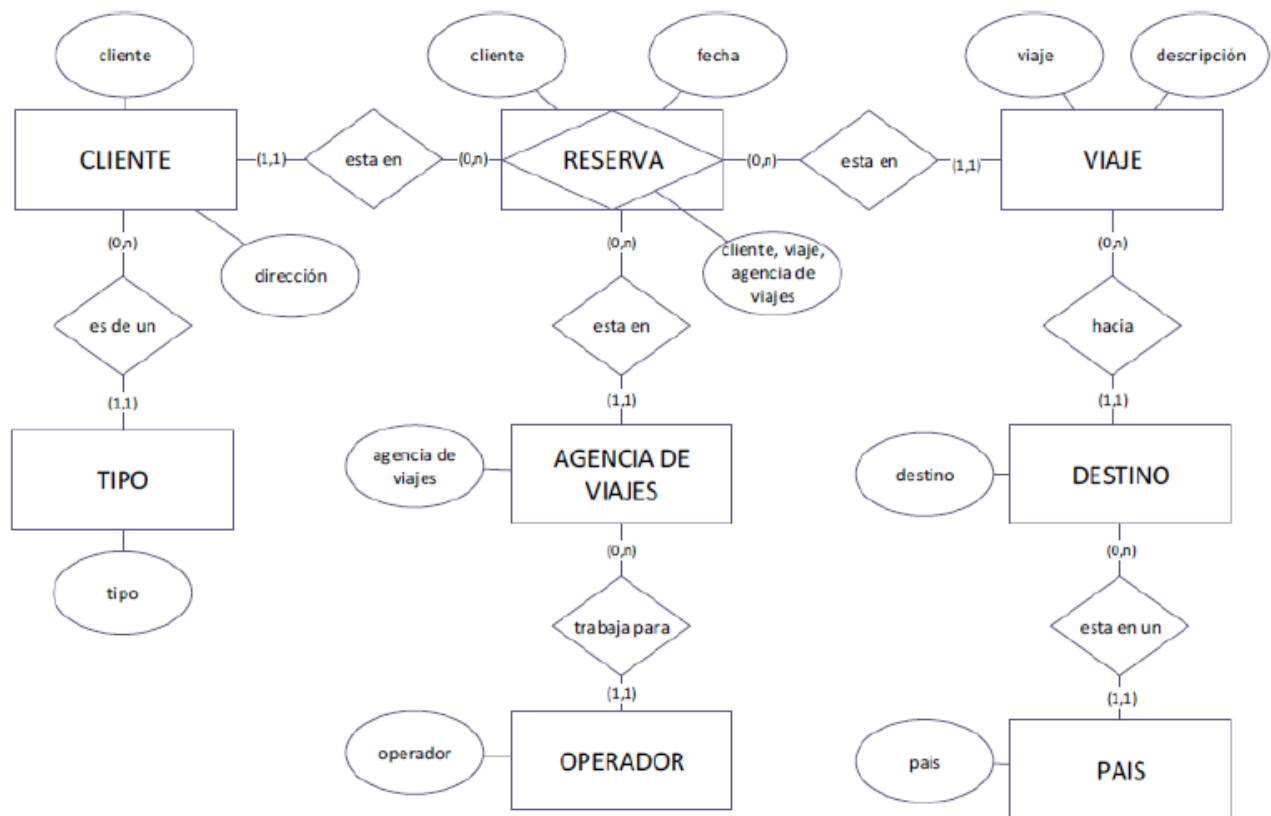 cliente
cliente
fecha
viaje
descripción
CLIENTE
(1,1)
esta en
(0,n)
RESERVA
(0,n)
esta en
(1,1)
VIAJE
(0,n)
(0,n)
(0,n)
dirección
cliente, viaje,
agencia de
viajes
es de un
esta en
hacia
(1,1)
(1,1)
(1,1)
TIPO
agencia de
viajes
AGENCIA DE
VIAJES
destino
DESTINO
(0,n)
(0,n)
tipo
trabaja para
esta en un
(1,1)
(1,1)
operador
OPERADOR
pais
PAIS